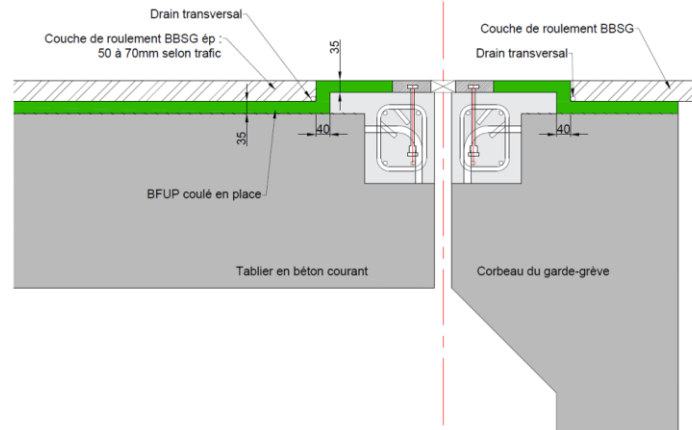 Drain transversal
Couche de roulement BBSG ép :
50 à 70mm selon trafic
35
Couche de roulement BBSG
Drain transversal
35
40
40
BFUP coulé en place
Tablier en béton courant
Corbeau du garde-grève